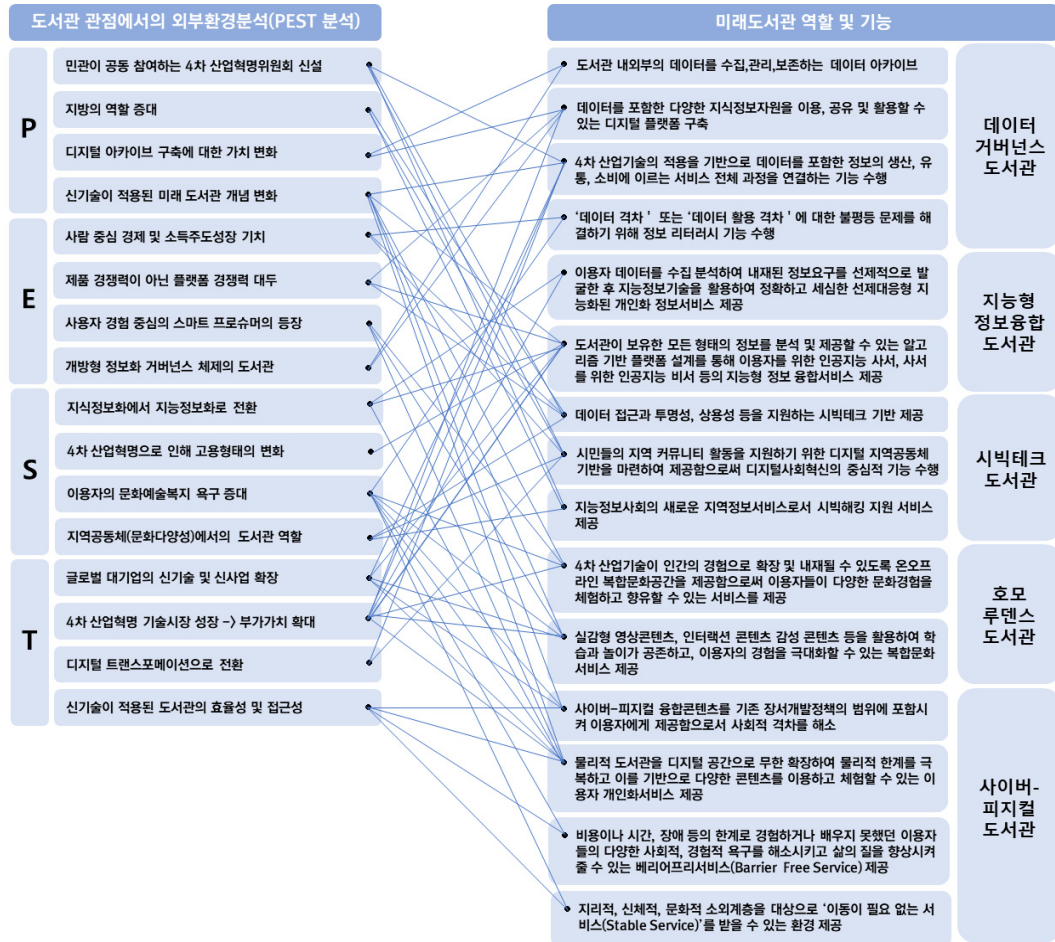 도서관 관점에서의 외부환경분석(PEST 분석)
P
민관이 공동 참여하는 4차 산업혁명위원회 신설
지방의 역할 증대
디지털 아카이브 구축에 대한 가치 변화
신기술이 적용된 미래 도서관 개념 변화
E
사람 중심 경제 및 소득주도성장 기치
제품 경쟁력이 아닌 플랫폼 경쟁력 대두
사용자 경험 중심의 스마트 프로슈머의 등장
개방형 정보화 거버넌스 체제의 도서관
S
지식정보화에서 지능정보화로 전환
4차 산업혁명으로 인해 고용형태의 변화
이용자의 문화예술복지 욕구 증대
지역공동체(문화다양성)에서의 도서관 역할
T
글로벌 대기업의 신기술 및 신사업 확장
4차 산업혁명 기술시장 성장 -> 부가가치 확대
디지털 트랜스포메이션으로 전환
신기술이 적용된 도서관의 효율성 및 접근성
미래도서관 역할 및 기능
도서관 내외부의 데이터를 수집,관리,보존하는 데이터 아카이브
데이터를 포함한 다양한 지식정보자원을 이용, 공유 및 활용할 수
있는 디지털 플랫폼 구축
4차 산업기술의 적용을 기반으로 데이터를 포함한 정보의 생산, 유
통, 소비에 이르는 서비스 전체 과정을 연결하는 기능 수행
'데이터 격차 ' 또는 '데이터 활용 격차 ' 에 대한 불평등 문제를 해
결하기 위해 정보 리터러시 기능 수행
데이터
거버넌스
도서관
이용자 데이터를 수집 분석하여 내재된 정보요구를 선제적으로 발
굴한 후 지능정보기술을 활용하여 정확하고 세심한 선제대응형 지
능화된 개인화 정보서비스 제공
도서관이 보유한 모든 형태의 정보를 분석 및 제공할 수 있는 알고
리즘 기반 플랫폼 설계를 통해 이용자를 위한 인공지능 사서, 사서
를 위한 인공지능 비서 등의 지능형 정보 융합서비스 제공
지능형
정보융합
도서관
데이터 접근과 투명성, 상용성 등을 지원하는 시빅테크 기반 제공
시민들의 지역 커뮤니티 활동을 지원하기 위한 디지털 지역공동체
기반을 마련하여 제공함으로써 디지털사회혁신의 중심적 기능 수행
지능정보사회의 새로운 지역정보서비스로서 시빅해킹 지원 서비스
제공
시빅테크
도서관
4차 산업기술이 인간의 경험으로 확장 및 내재될 수 있도록 온오프
라인 복합문화공간을 제공함으로써 이용자들이 다양한 문화경험을
체험하고 향유할 수 있는 서비스를 제공
실감형 영상콘텐츠, 인터랙션 콘텐츠 감성 콘텐츠 등을 활용하여 학
습과 놀이가 공존하고, 이용자의 경험을 극대화할 수 있는 복합문화
서비스 제공
호모
루덴스
도서관
사이버-피지컬 융합콘텐츠를 기존 장서개발정책의 범위에 포함시
켜 이용자에게 제공함으로서 사회적 격차를 해소
물리적 도서관을 디지털 공간으로 무한 확장하여 물리적 한계를 극
복하고 이를 기반으로 다양한 콘텐츠를 이용하고 체험할 수 있는 이
용자 개인화서비스 제공
비용이나 시간, 장애 등의 한계로 경험하거나 배우지 못했던 이용자
들의 다양한 사회적, 경험적 욕구를 해소시키고 삶의 질을 향상시켜
줄 수 있는 베리어프리서비스(Barrier Free Service) 제공
지리적, 신체적, 문화적 소외계층을 대상으로 '이동이 필요 없는 서
비스(Stable Service)'를 받을 수 있는 환경 제공
사이버-
피지컬
도서관